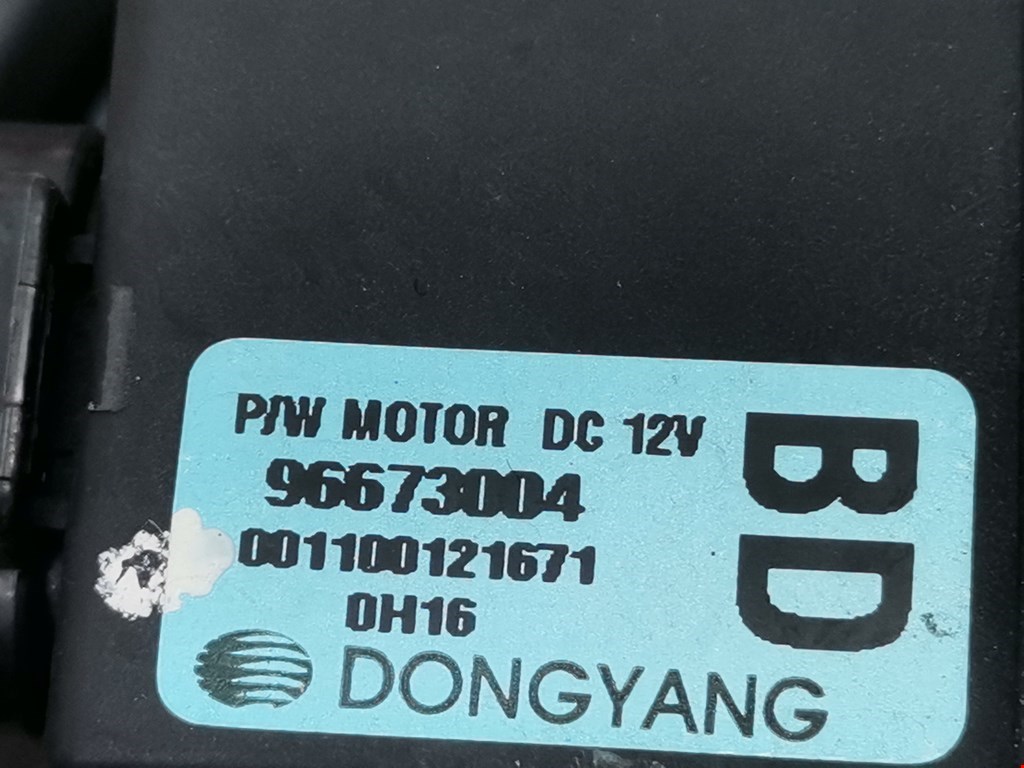 P/W MOTOR DC 12V
96673004
001100121671
0H16
DONGYANG
BD